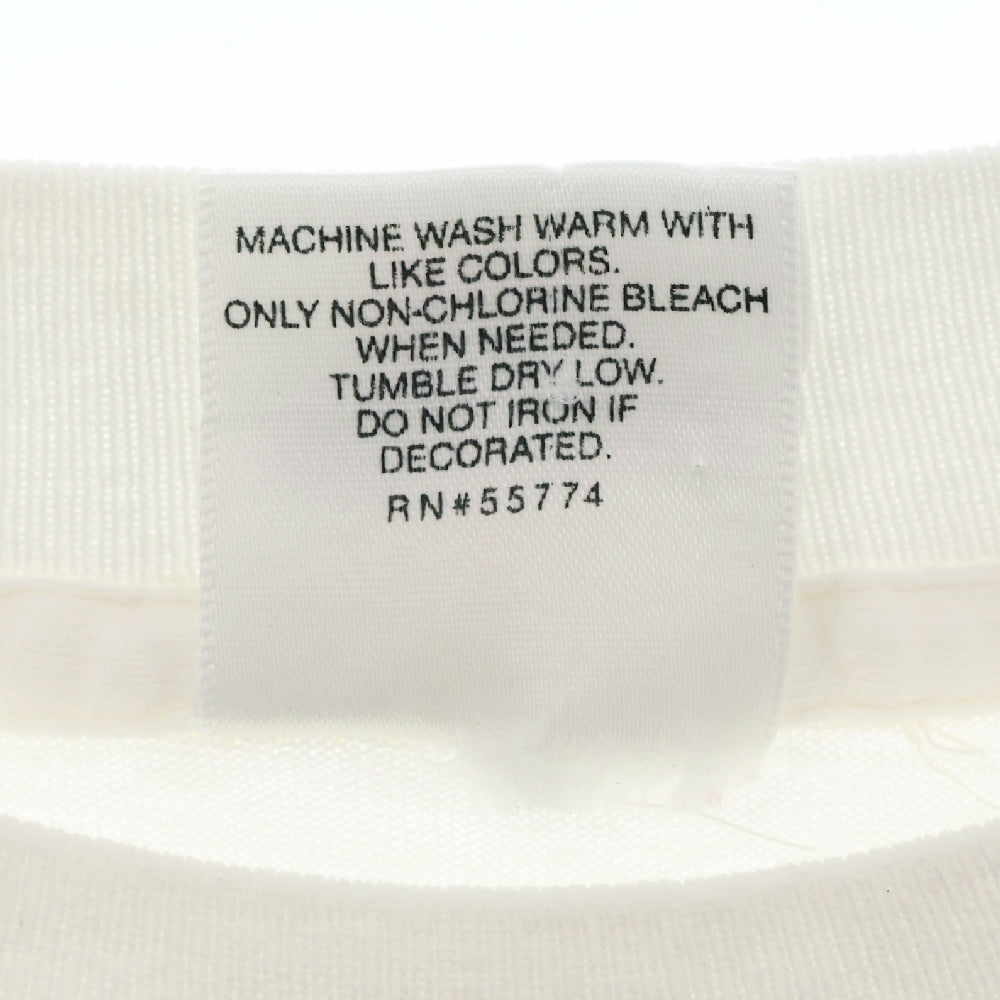 MACHINE WASH WARM WITH
LIKE COLORS.
ONLY NON-CHLORINE BLEACH
WHEN NEEDED.
TUMBLE DRY LOW.
DO NOT IRON IF
DECORATED.
RN#55774